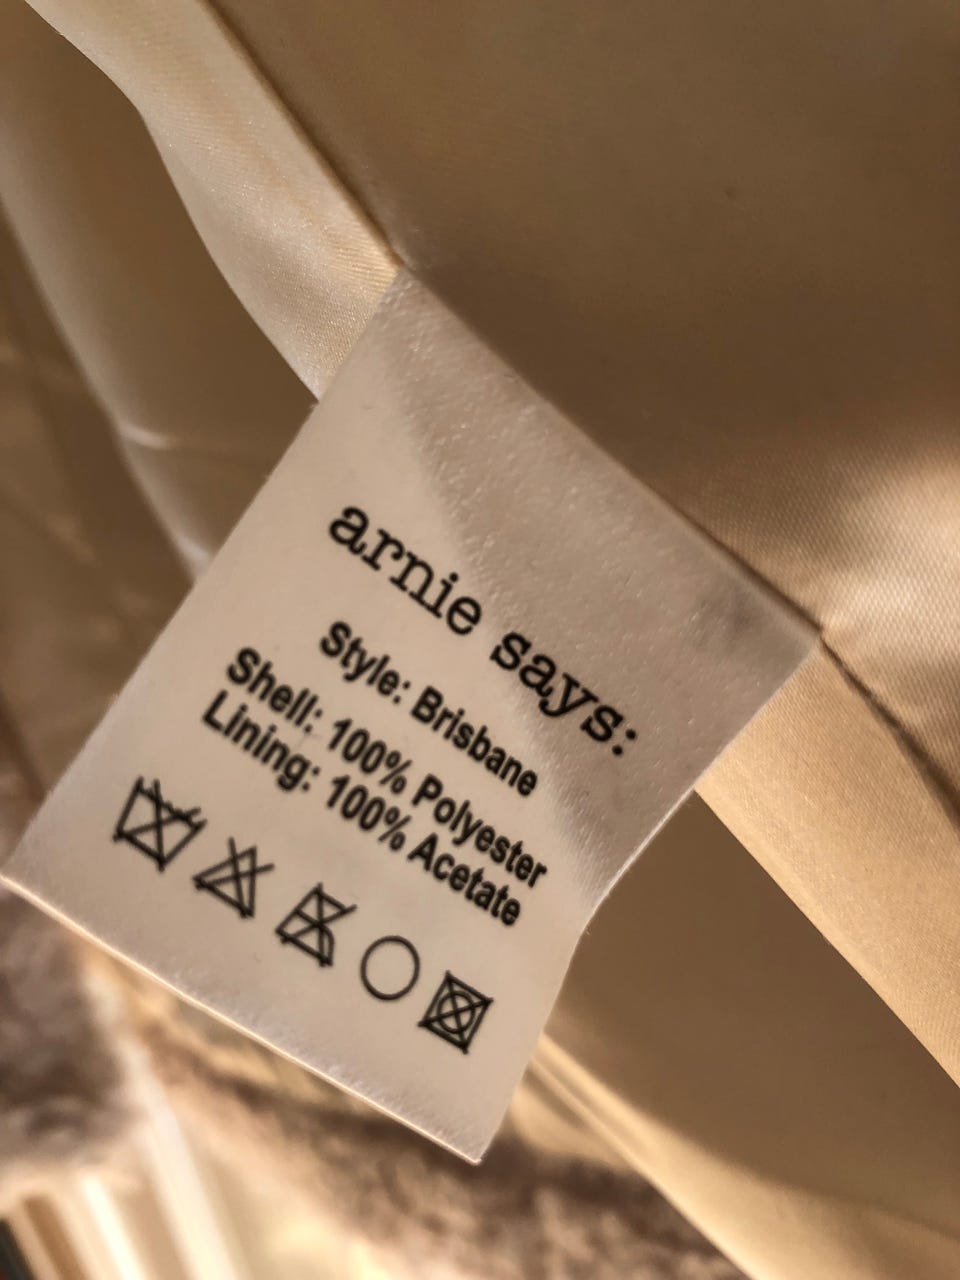 arnie says:
Style: Brisbane
Shell: 100% Polyester
Lining: 100% Acetate